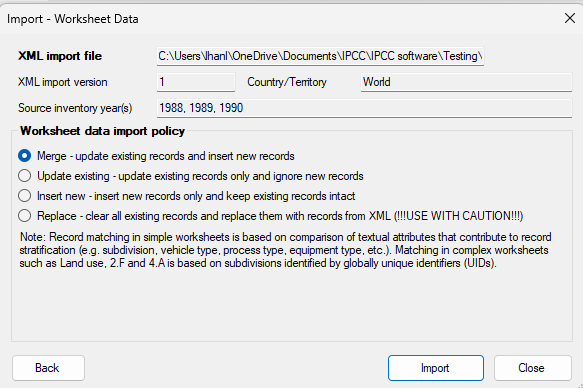 Import - Worksheet Data
XML import file C:\Users\lhanl\OneDrive\Documents\IPCC\IPCC software\Testing\
XML import version 1 Country/Territory World
Source inventory year(s) 1988, 1989, 1990
Worksheet data import policy
Merge - update existing records and insert new records
Update existing - update existing records only and ignore new records
Insert new - insert new records only and keep existing records intact
Replace - clear all existing records and replace them with records from XML (!!!USE WITH CAUTION!!!)
Note: Record matching in simple worksheets is based on comparison of textual attributes that contribute to record
stratification (e.g. subdivision, vehicle type, process type, equipment type, etc.). Matching in complex worksheets
such as Land use, 2.F and 4.A is based on subdivisions identified by globally unique identifiers (UIDs).
Back Import Close